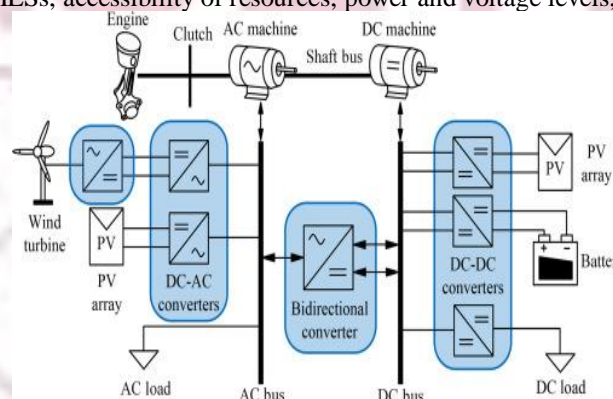 accessibility of resources, power and voltage levels,
Engine
Clutch
AC machine
DC machine
Shaft bus
Wind
turbine
PV
PV
array
DC-AC
converters
Bidirectional
converter
DC-DC
converters
PV
PV
array
+ -
AC load
AC bus
DC bus
DC load